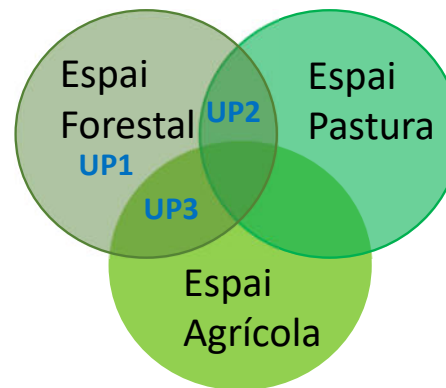 Espai
Forestal
UP1
UP2
Espai
Pastura
UP3
Espai
Agrícola